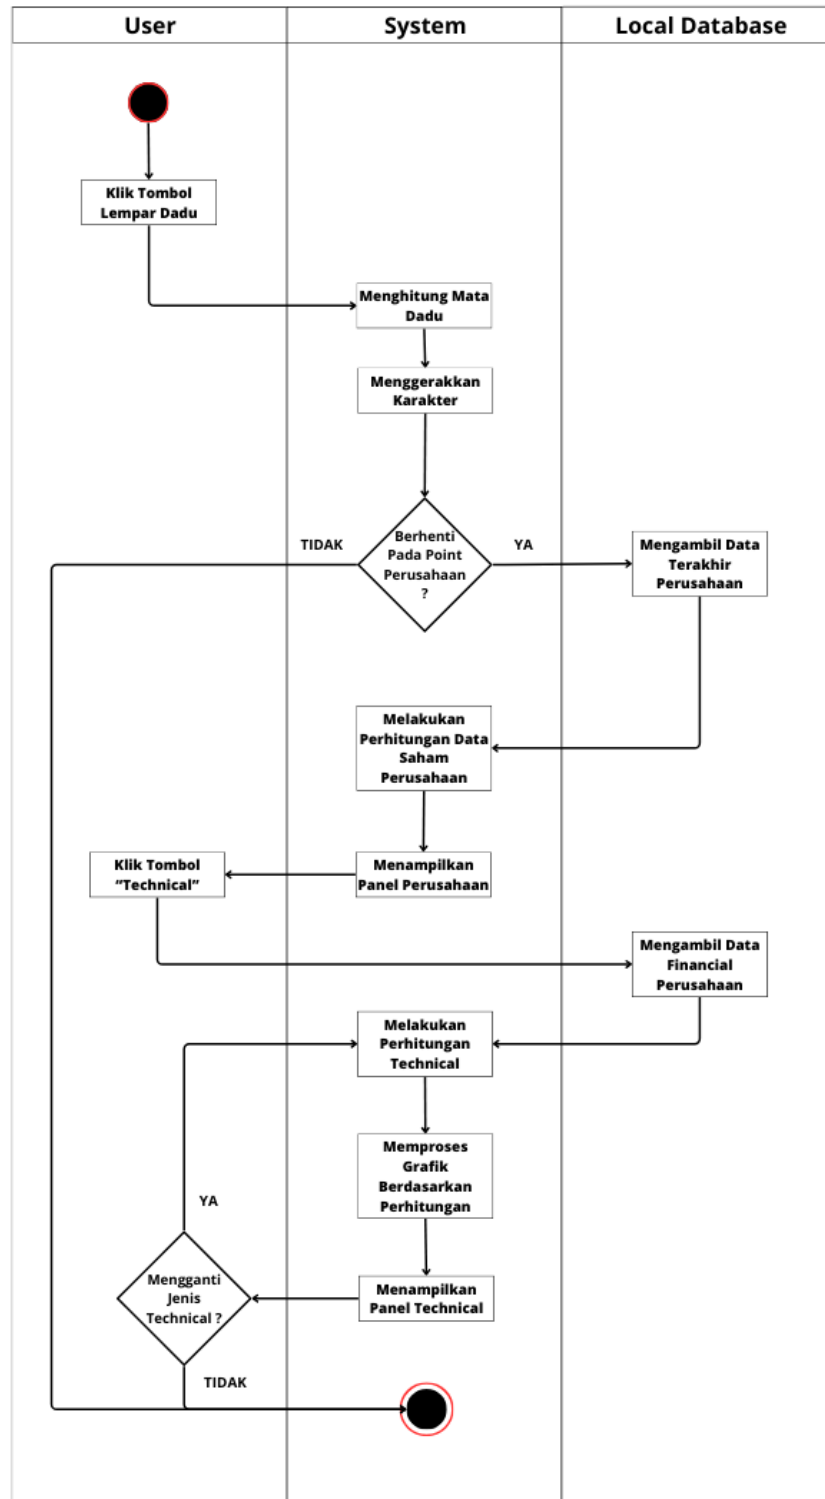 User
System
Local Database
Klik Tombol
Lempar Dadu
Menghitung Mata
Dadu
Menggerakkan
Karakter
Berhenti
Pada Point
Perusahaan
?
TIDAK
YA
Mengambil Data
Terakhir
Perusahaan
Melakukan
Perhitungan Data
Saham
Perusahaan
Menampilkan
Panel Perusahaan
Klik Tombol
“Technical”
Mengambil Data
Financial
Perusahaan
Melakukan
Perhitungan
Technical
Memproses
Grafik
Berdasarkan
Perhitungan
Menampilkan
Panel Technical
Mengganti
Jenis
Technical ?
YA
TIDAK